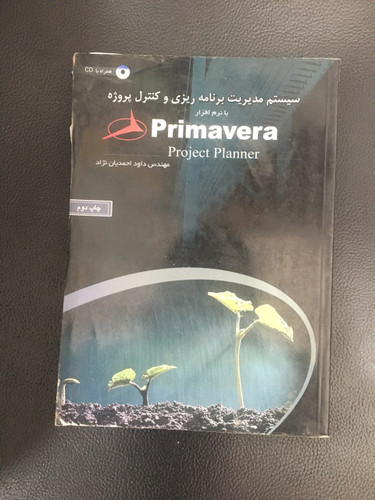 همراه با CD
سیستم مدیریت برنامه ریزی و کنترل پروژه
با نرم افزار
Primavera
Project Planner
مهندس داود احمدیان نژاد
چاپ دوم